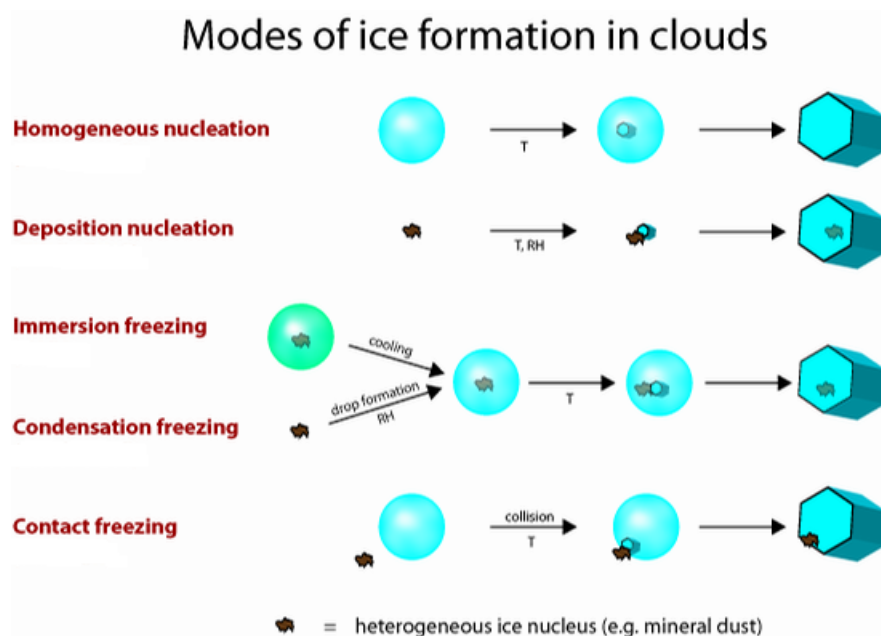 Modes of ice formation in clouds
Homogeneous nucleation
T
Deposition nucleation
T, RH
Immersion freezing
cooling
drop formation
RH
T
Condensation freezing
Contact freezing
collision
T
= heterogeneous ice nucleus (e.g. mineral dust)